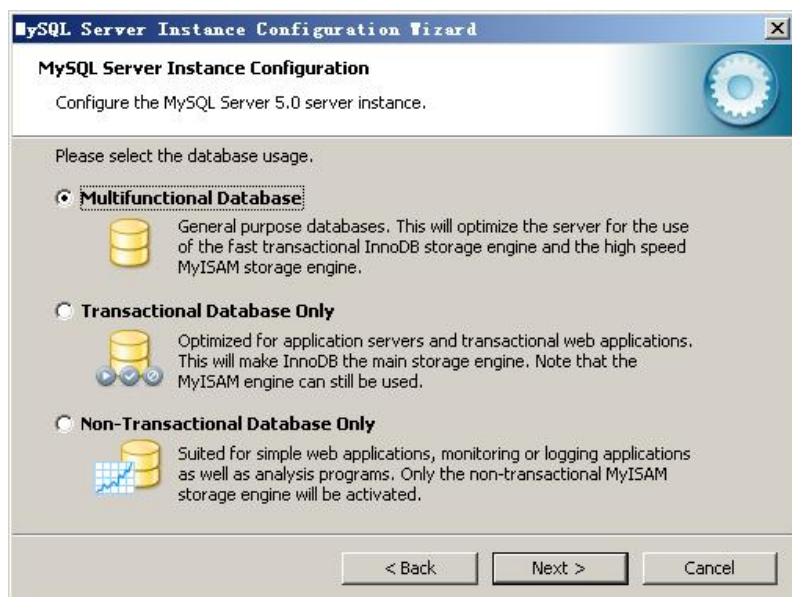 MySQL Server Instance Configuration Wizard
MySQL Server Instance Configuration
Configure the MySQL Server 5.0 server instance.
Please select the database usage.
Multifunctional Database
General purpose databases. This will optimize the server for the use
of the fast transactional InnoDB storage engine and the high speed
MyISAM storage engine.
Transactional Database Only
Optimized for application servers and transactional web applications.
This will make InnoDB the main storage engine. Note that the
MyISAM engine can still be used.
Non-Transactional Database Only
Suited for simple web applications, monitoring or logging applications
as well as analysis programs. Only the non-transactional MyISAM
storage engine will be activated.
< Back Next > Cancel